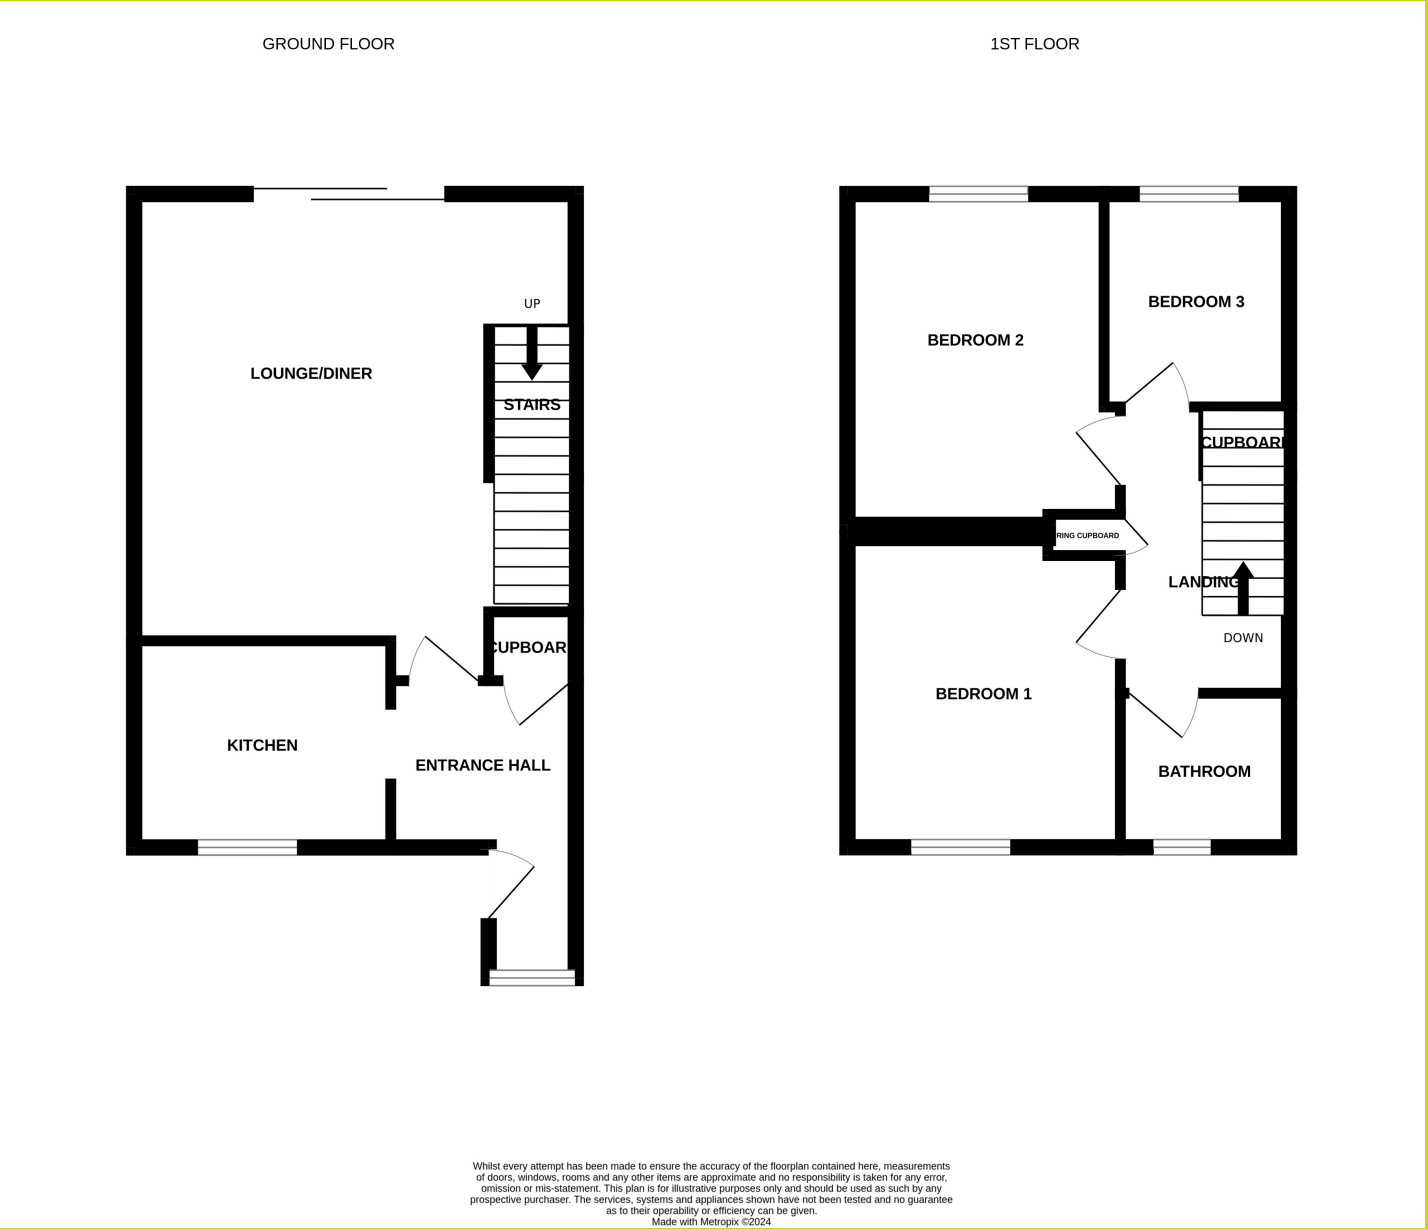 GROUND FLOOR
1ST FLOOR
UP
LOUNGE/DINER
STAIRS
CUPBOAR
KITCHEN
ENTRANCE HALL
BEDROOM 3
BEDROOM 2
CUPBOARD
RING CUPBOARD
LANDING
DOWN
BEDROOM 1
BATHROOM
Whilst every attempt has been made to ensure the accuracy of the floorplan contained here, measurements
of doors, windows, rooms and any other items are approximate and no responsibility is taken for any error,
omission or mis-statement. This plan is for illustrative purposes only and should be used as such by any
prospective purchaser. The services, systems and appliances shown have not been tested and no guarantee
as to their operability or efficiency can be given.
Made with Metropix ©2024